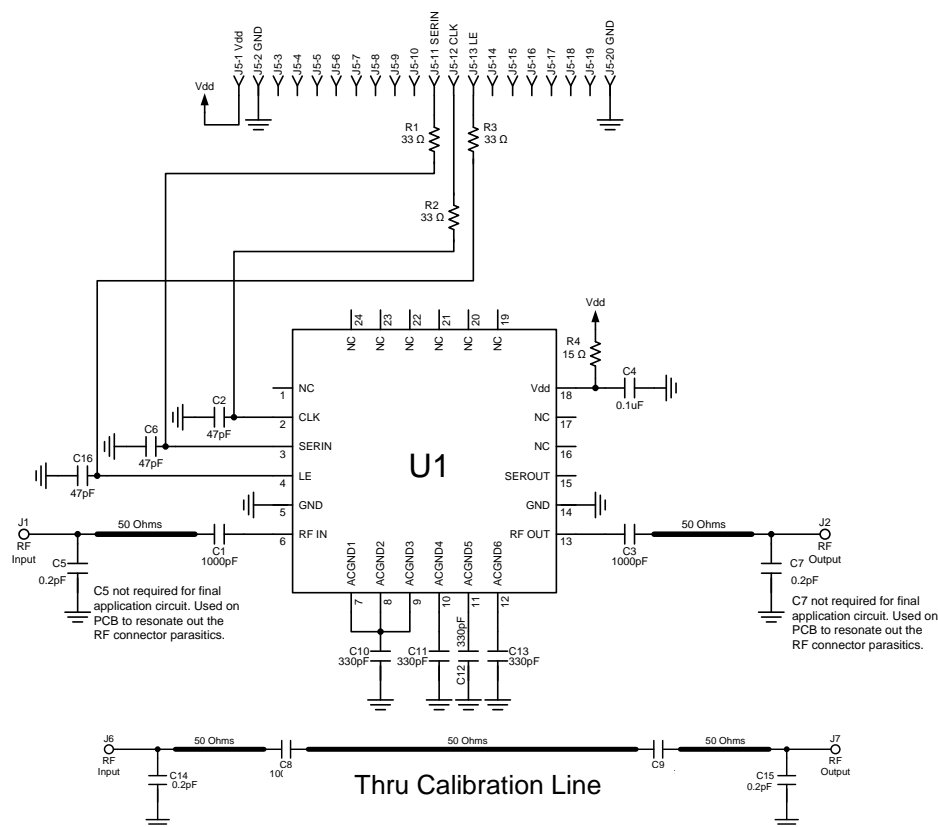 J5-1 Vdd
J5-2 GND
J5-3
J5-4
J5-5
J5-6
J5-7
J5-8
J5-9
J5-10
J5-11 SERIN
J5-12 CLK
J5-13 LE
J5-14
J5-15
J5-16
J5-17
J5-18
J5-19
J5-20 GND
Vdd
R1
33 Ω
R3
33 Ω
R2
33 Ω
Vdd
R4
15 Ω
C4
0.1uF
24
23
22
21
20
19
NC
NC
NC
NC
NC
NC
NC
1
CLK
2
SERIN
3
LE
4
GND
5
RF IN
6
Vdd
18
NC
17
NC
16
SEROUT
15
GND
14
RF OUT
13
U1
C2
47pF
C6
47pF
C16
47pF
J1
RF
Input
50 Ohms
C1
1000pF
C5
0.2pF
C5 not required for final
application circuit. Used on
PCB to resonate out the
RF connector parasitics.
ACGND1
ACGND2
ACGND3
ACGND4
ACGND5
ACGND6
7
8
9
10
11
12
C10
330pF
C11
330pF
330pF
C12
C13
330pF
C3
1000pF
50 Ohms
J2
RF
Output
C7
0.2pF
C7 not required for final
application circuit. Used on
PCB to resonate out the
RF connector parasitics.
J6
RF
Input
50 Ohms
C8
50 Ohms
C9
50 Ohms
J7
RF
Output
C14
0.2pF
C15
0.2pF
Thru Calibration Line